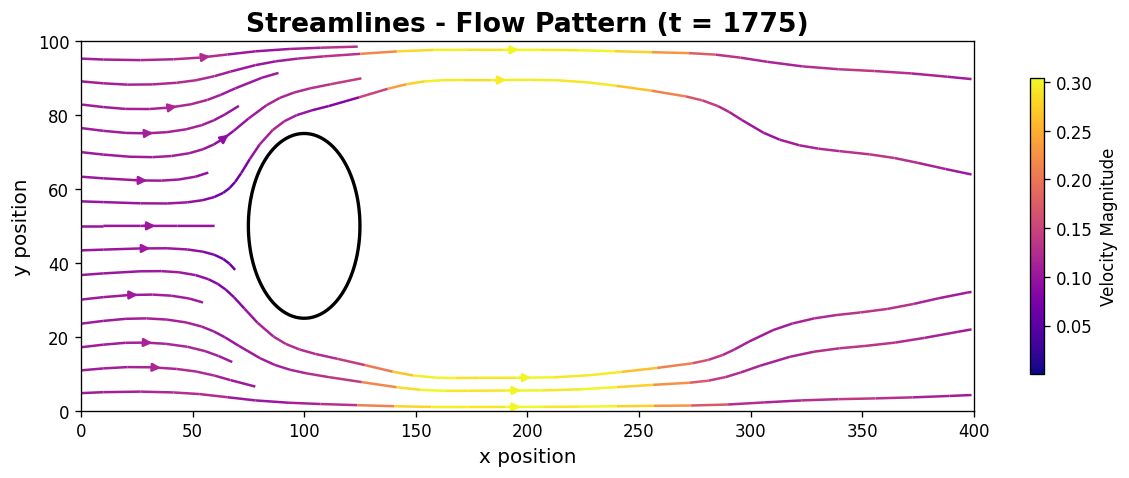 Streamlines - Flow Pattern (t = 1775)
100
80
60
40
20
0
y position
0 50 100 150 200 250 300 350 400
x position
0.30
0.25
0.20
0.15
0.10
0.05
Velocity Magnitude